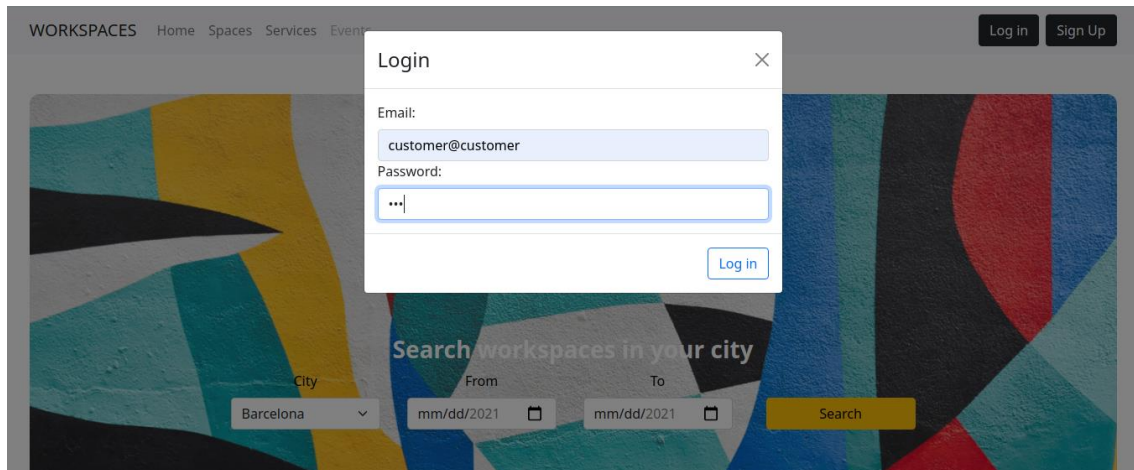 WORKSPACES Home Spaces Services Events Log in Sign Up
Login
Email:
customer@customer
Password:
•••
Log in
Search workspaces in your city
City From To
Barcelona mm/dd/2021 mm/dd/2021 Search